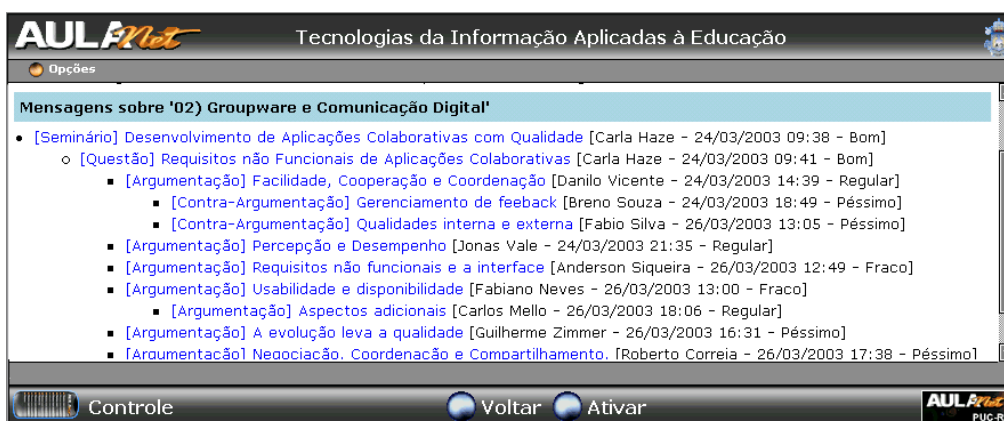 AULANet
Tecnologias da Informação Aplicadas à Educação
Opções
Mensagens sobre '02) Groupware e Comunicação Digital'
[Seminário] Desenvolvimento de Aplicações Colaborativas com Qualidade [Carla Haze - 24/03/2003 09:38 - Bom]
[Questão] Requisitos não Funcionais de Aplicações Colaborativas [Carla Haze - 24/03/2003 09:41 - Bom]
[Argumentação] Facilidade, Cooperação e Coordenação [Danilo Vicente - 24/03/2003 14:39 - Regular]
[Contra-Argumentação] Gerenciamento de feeback [Breno Souza - 24/03/2003 18:49 - Péssimo]
[Contra-Argumentação] Qualidades interna e externa [Fabio Silva - 26/03/2003 13:05 - Péssimo]
[Argumentação] Percepção e Desempenho [Jonas Vale - 24/03/2003 21:35 - Regular]
[Argumentação] Requisitos não funcionais e a interface [Anderson Siqueira - 26/03/2003 12:49 - Fraco]
[Argumentação] Usabilidade e disponibilidade [Fabiano Neves - 26/03/2003 13:00 - Fraco]
[Argumentação] Aspectos adicionais [Carlos Mello - 26/03/2003 18:06 - Regular]
[Argumentação] A evolução leva a qualidade [Guilherme Zimmer - 26/03/2003 16:31 - Péssimo]
[Argumentação] Negociação, Coordenação e Compartilhamento. [Roberto Correia - 26/03/2003 17:38 - Péssimo]
Controle
Voltar
Ativar
AULANet
PUC-R